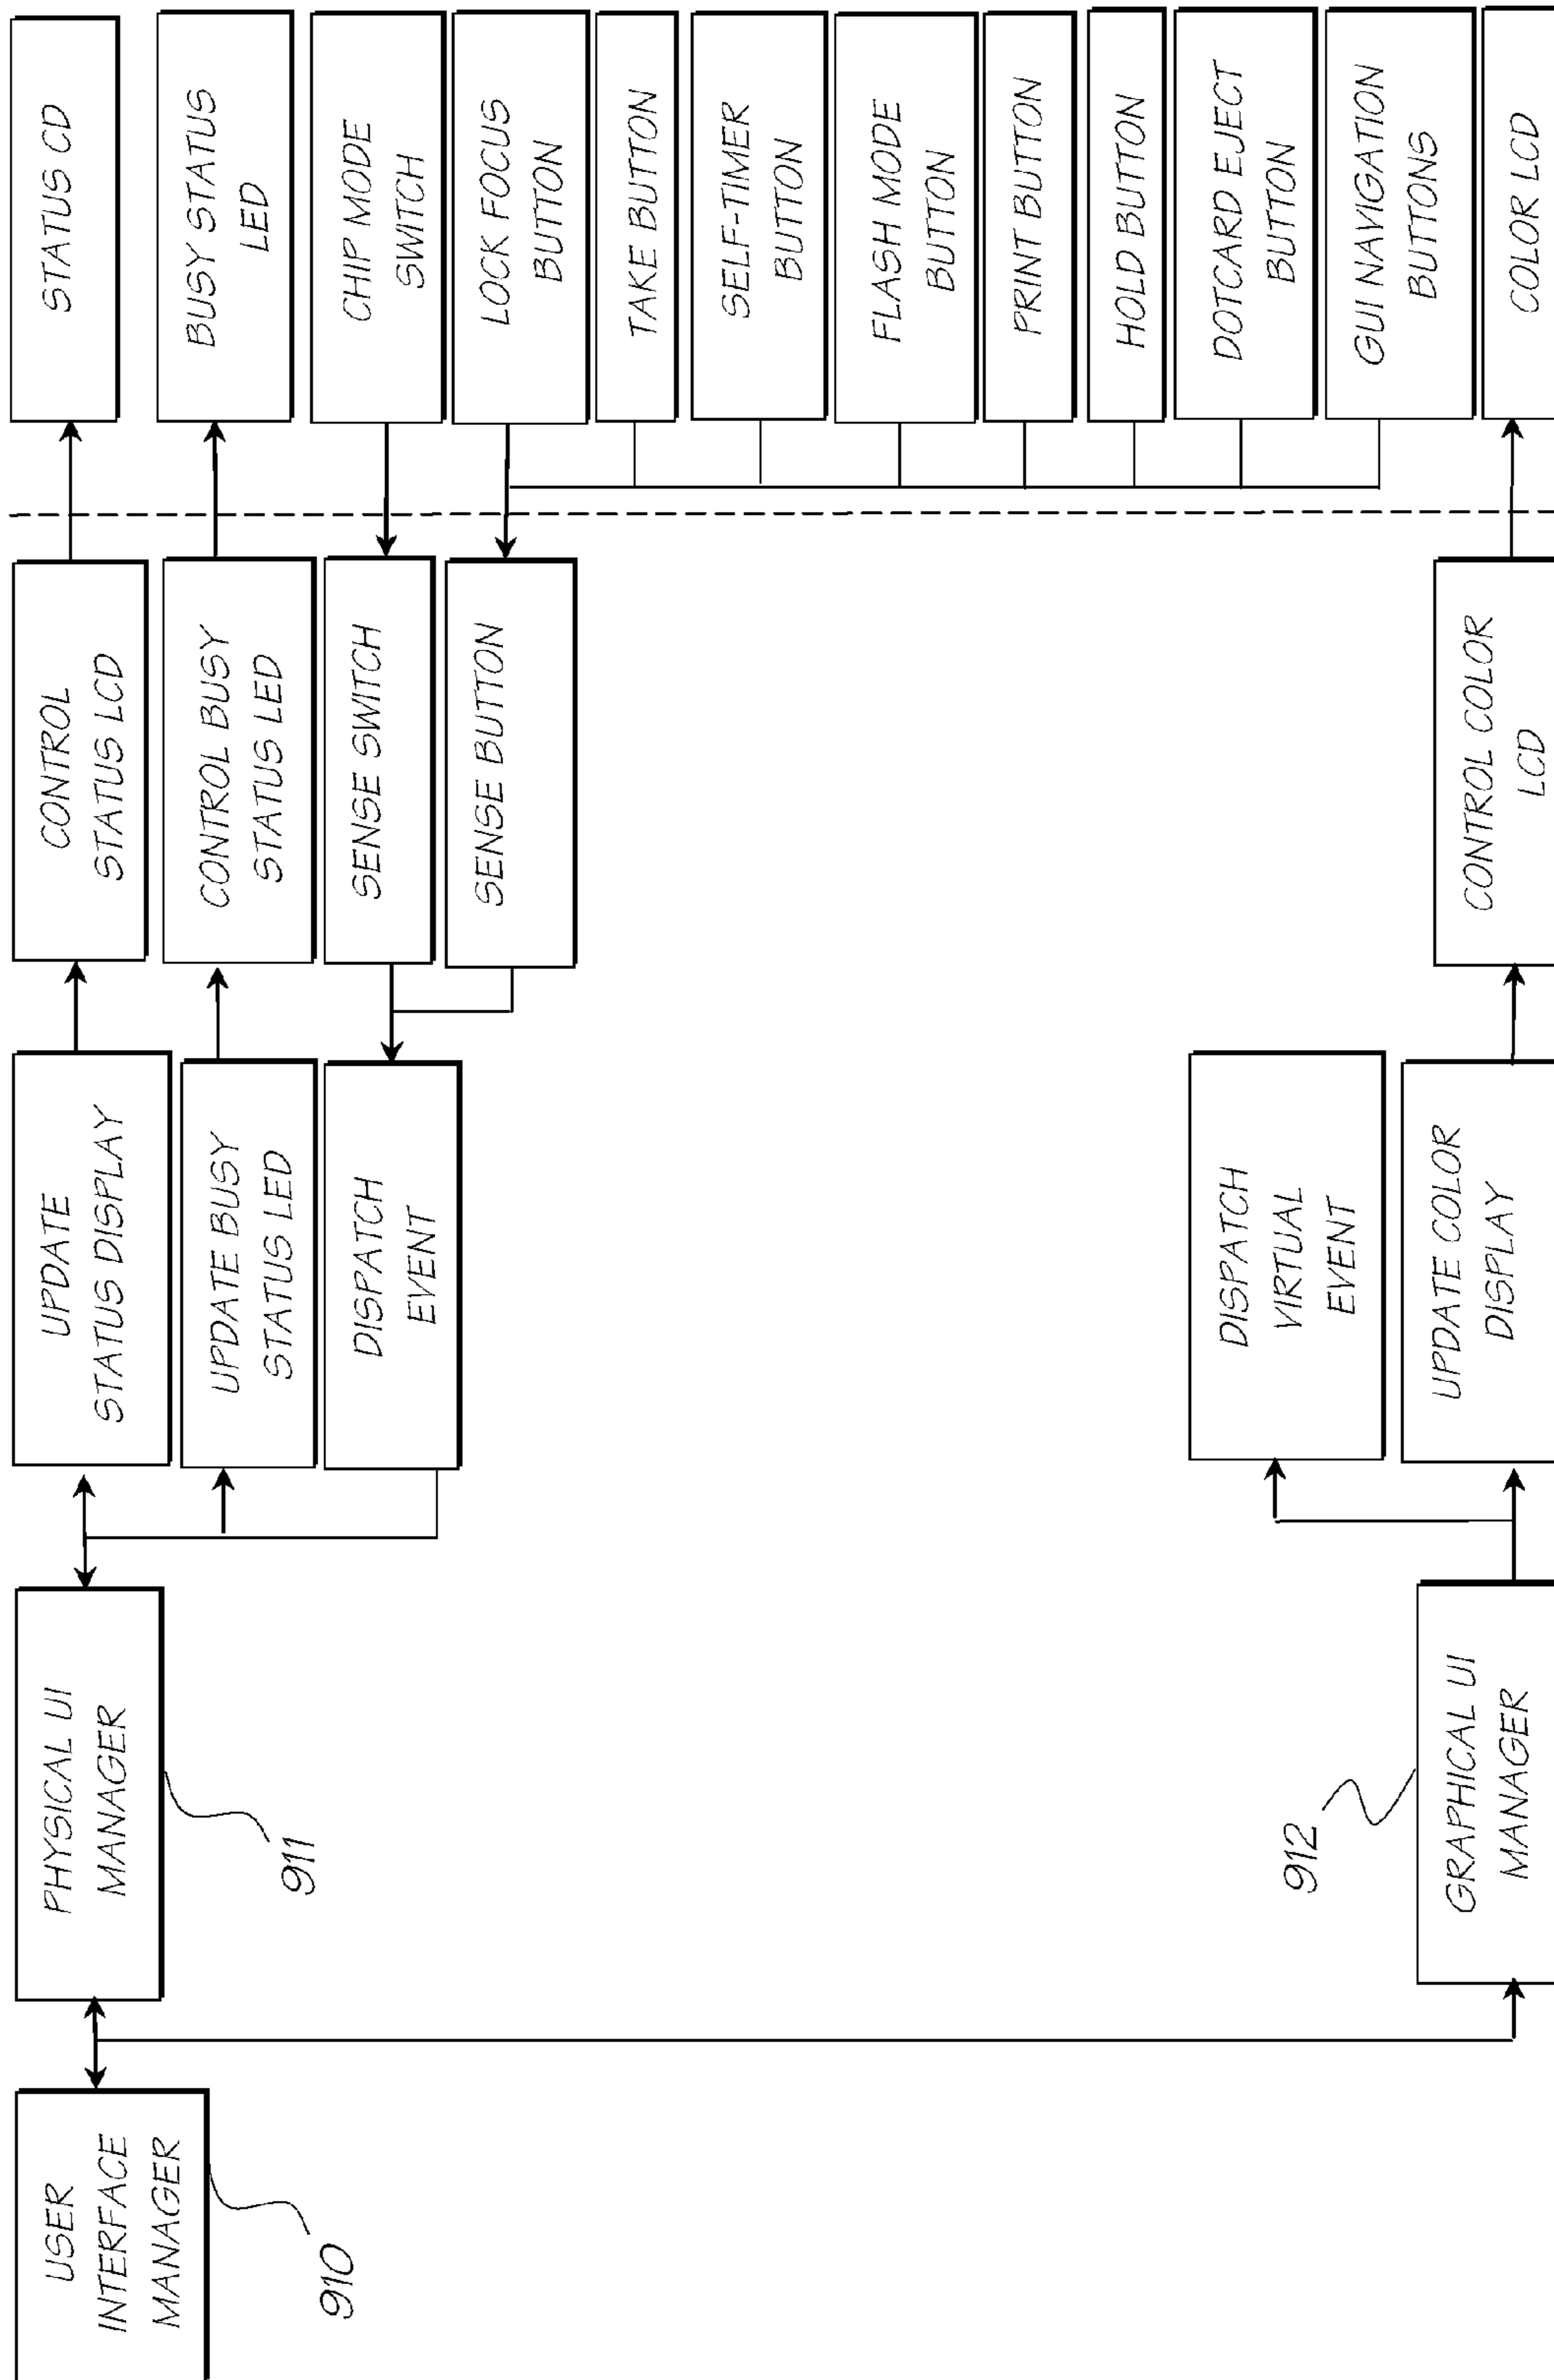 USER
INTERFACE
MANAGER
910
PHYSICAL UI
MANAGER
911
GRAPHICAL UI
MANAGER
912
UPDATE
STATUS DISPLAY
UPDATE BUSY
STATUS LED
DISPATCH
EVENT
DISPATCH
VIRTUAL
EVENT
UPDATE COLOR
DISPLAY
CONTROL
STATUS LCD
CONTROL BUSY
STATUS LED
SENSE SWITCH
SENSE BUTTON
CONTROL COLOR
LCD
STATUS CD
BUSY STATUS
LED
CHIP MODE
SWITCH
LOCK FOCUS
BUTTON
TAKE BUTTON
SELF-TIMER
BUTTON
FLASH MODE
BUTTON
PRINT BUTTON
HOLD BUTTON
DOTCARD EJECT
BUTTON
GUI NAVIGATION
BUTTONS
COLOR LCD